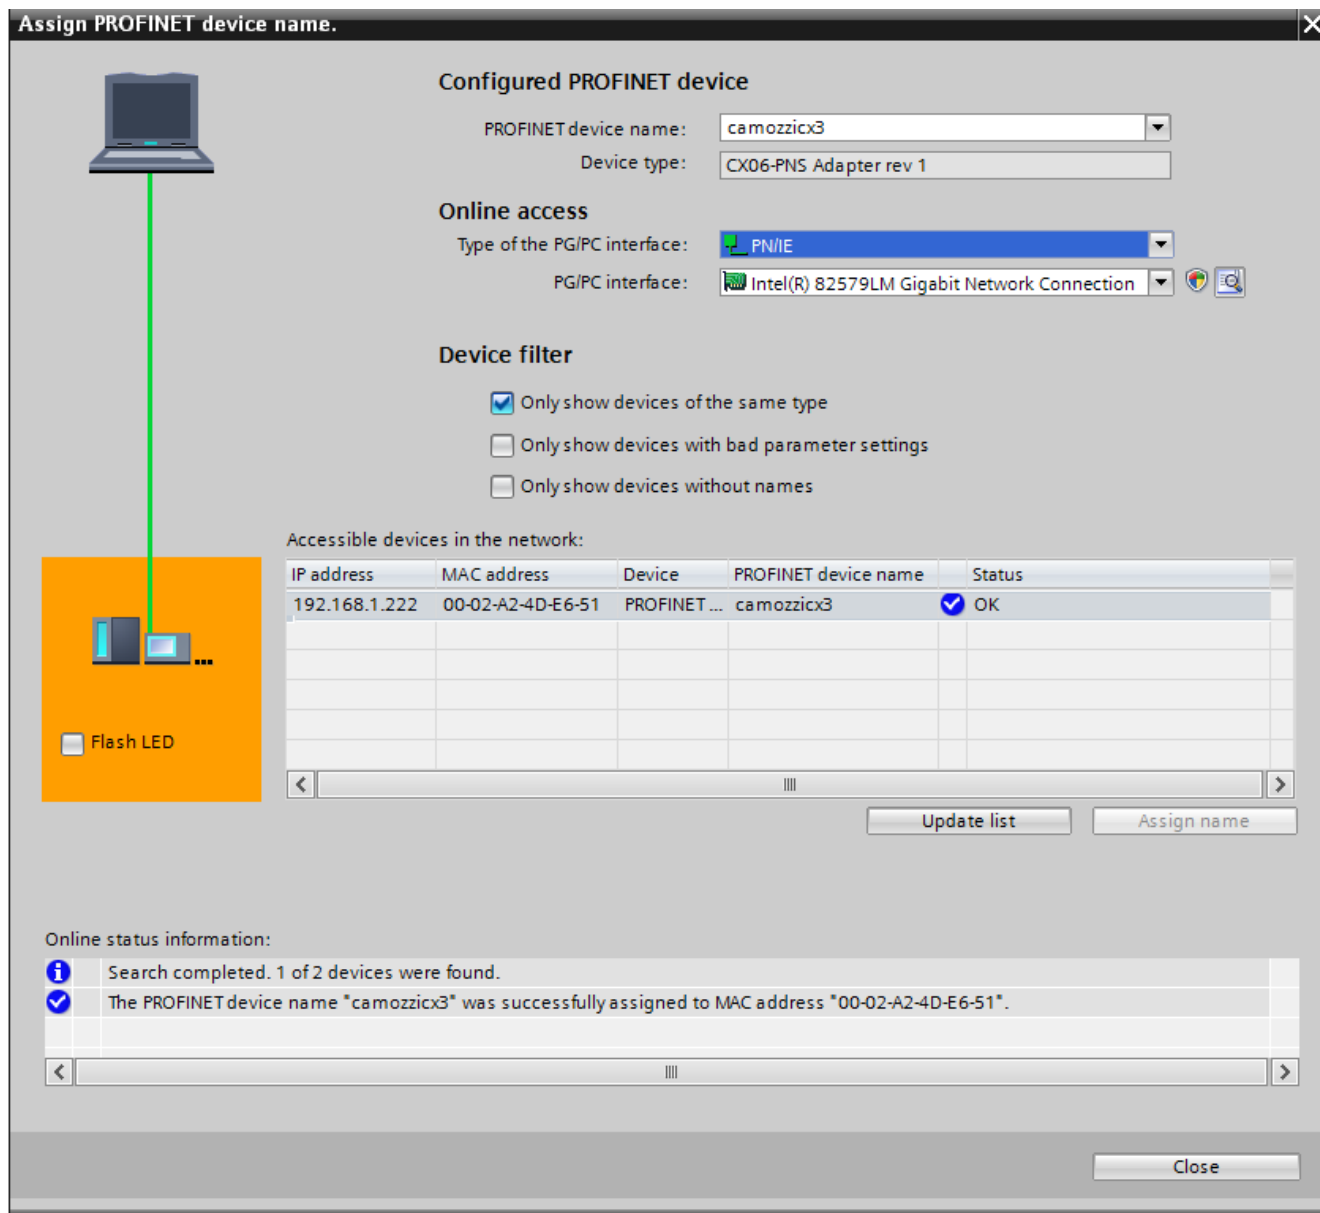 Assign PROFINET device name.
Configured PROFINET device
PROFINET device name: camozzicx3
Device type: CX06-PNS Adapter rev 1
Online access
Type of the PG/PC interface: PN/IE
PG/PC interface: Intel(R) 82579LM Gigabit Network Connection
Device filter
Only show devices of the same type
Only show devices with bad parameter settings
Only show devices without names
Accessible devices in the network:
IP address MAC address Device PROFINET device name Status
192.168.1.222 00-02-A2-4D-E6-51 PROFINET ... camozzicx3 OK
...
Flash LED
Update list Assign name
Online status information:
Search completed. 1 of 2 devices were found.
The PROFINET device name "camozzicx3" was successfully assigned to MAC address "00-02-A2-4D-E6-51".
Close